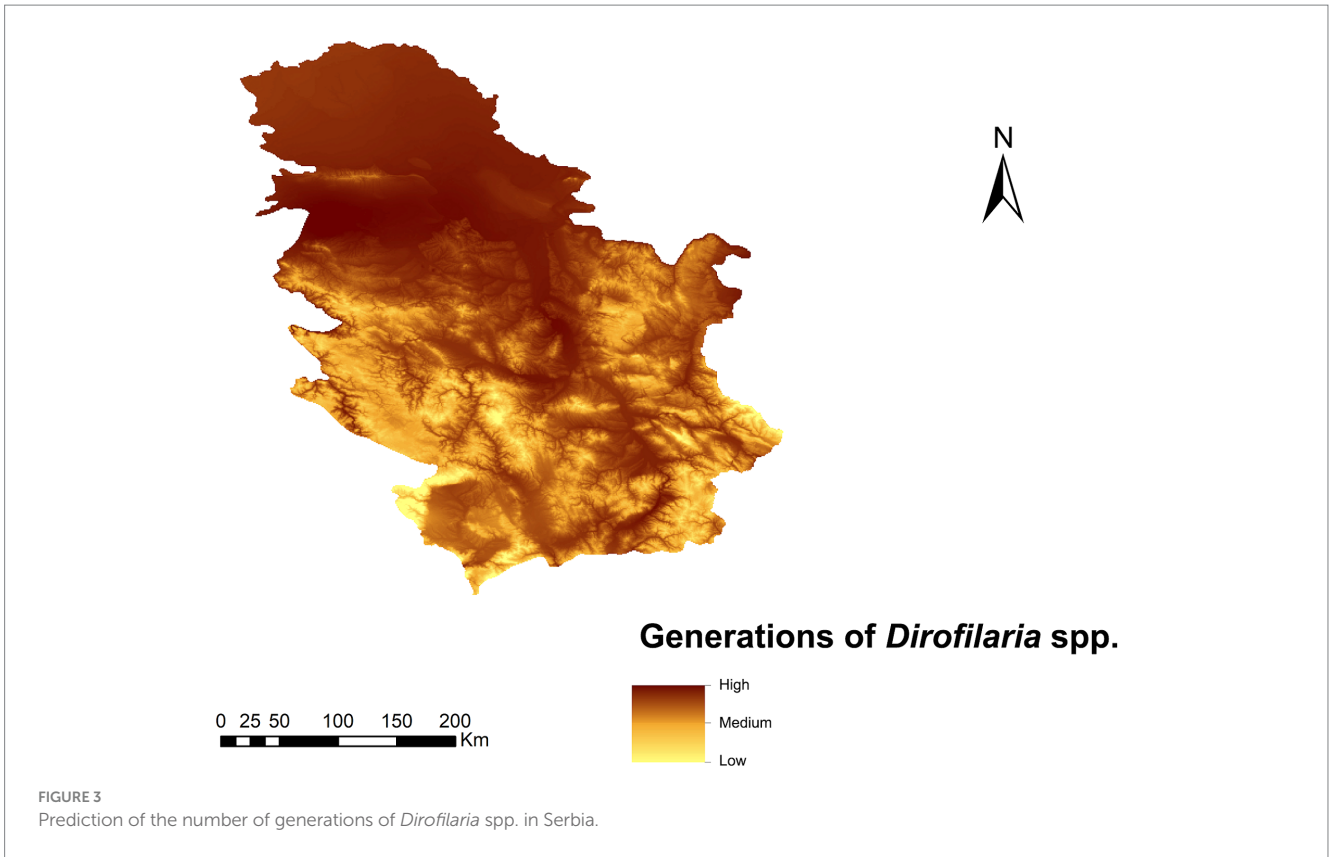 N
Generations of Dirofilaria spp.
High
Medium
Low
0 25 50 100 150 200
Km
FIGURE 3
Prediction of the number of generations of Dirofilaria spp. in Serbia.